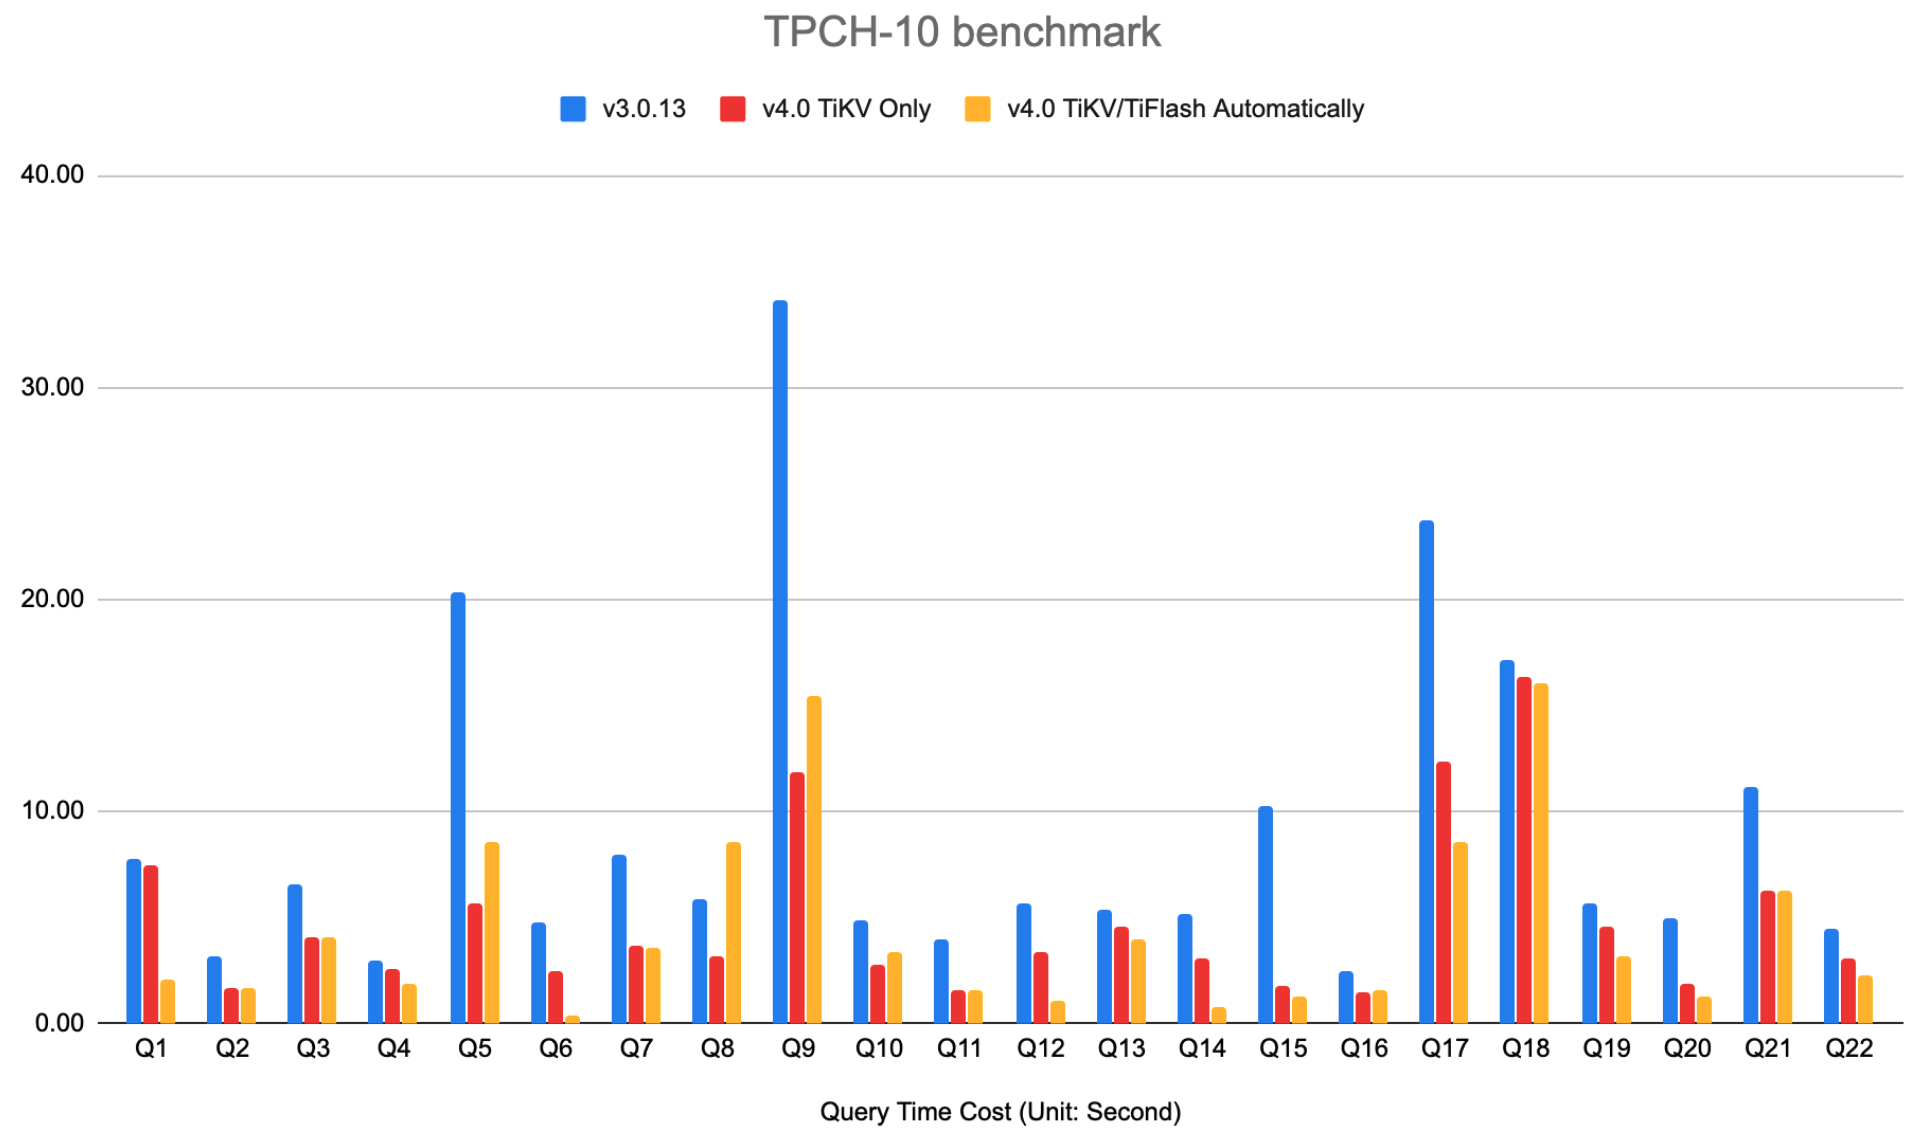 TPCH-10 benchmark
v3.0.13 v4.0 TiKV Only v4.0 TiKV/TiFlash Automatically
40.00
30.00
20.00
10.00
0.00
Q1 Q2 Q3 Q4 Q5 Q6 Q7 Q8 Q9 Q10 Q11 Q12 Q13 Q14 Q15 Q16 Q17 Q18 Q19 Q20 Q21 Q22
Query Time Cost (Unit: Second)